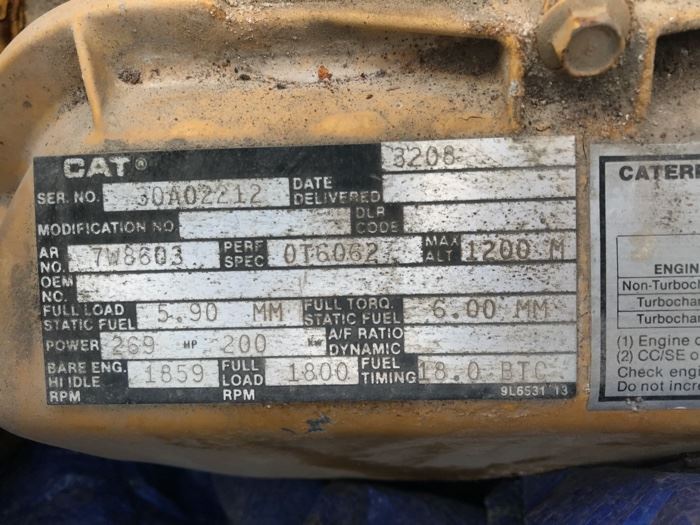 CAT® 3208
SER. NO. 30A02212 DATE DELIVERED
MODIFICATION NO DLR CODE
AR NO. 7W8603 PERF SPEC 0T6062 MAX ALT 1200 M
OEM NO.
FULL LOAD STATIC FUEL 5.90 MM FULL TORQ. STATIC FUEL 6.00 MM
POWER 269 HP 200 KW A/F RATIO DYNAMIC
BARE ENG. HI IDLE RPM 1859 FULL LOAD RPM 1800 FUEL TIMING 18.0 BTC
9L6531 13
CATER
ENGIN
Non-Turboch
Turbochar
Turbochar
(1) Engine o
(2) CC/SE o
Check engi
Do not incre